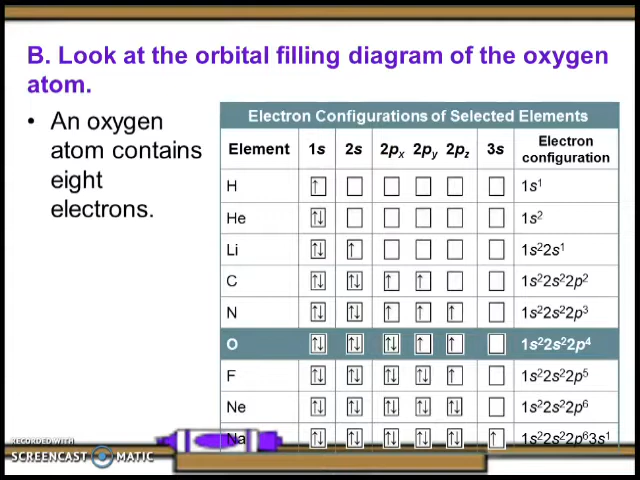 B. Look at the orbital filling diagram of the oxygen
atom.
• An oxygen
atom contains
eight
electrons.
Electron Configurations of Selected Elements
Element 1s 2s 2pₓ 2pᵧ 2p_z 3s Electron configuration
H ↑ 1s¹
He ↑↓ 1s²
Li ↑↓ ↑ 1s²2s¹
C ↑↓ ↑↓ ↑ ↑ 1s²2s²2p²
N ↑↓ ↑↓ ↑ ↑ ↑ 1s²2s²2p³
O ↑↓ ↑↓ ↑↓ ↑ ↑ 1s²2s²2p⁴
F ↑↓ ↑↓ ↑↓ ↑↓ ↑ 1s²2s²2p⁵
Ne ↑↓ ↑↓ ↑↓ ↑↓ ↑↓ 1s²2s²2p⁶
Na ↑↓ ↑↓ ↑↓ ↑↓ ↑↓ ↑ 1s²2s²2p⁶3s¹
RECORDED WITH
SCREENCAST MATIC